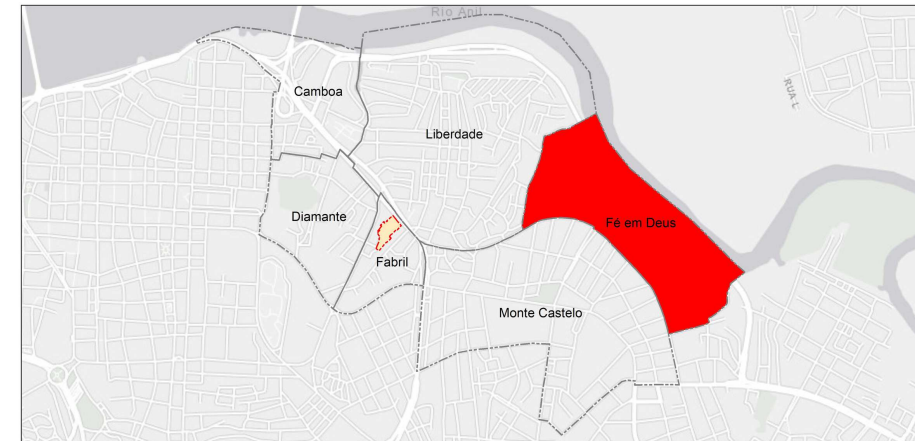 Rio Anil
Camboa
RUA L
Liberdade
Diamante
Fé em Deus
Fabril
Monte Castelo